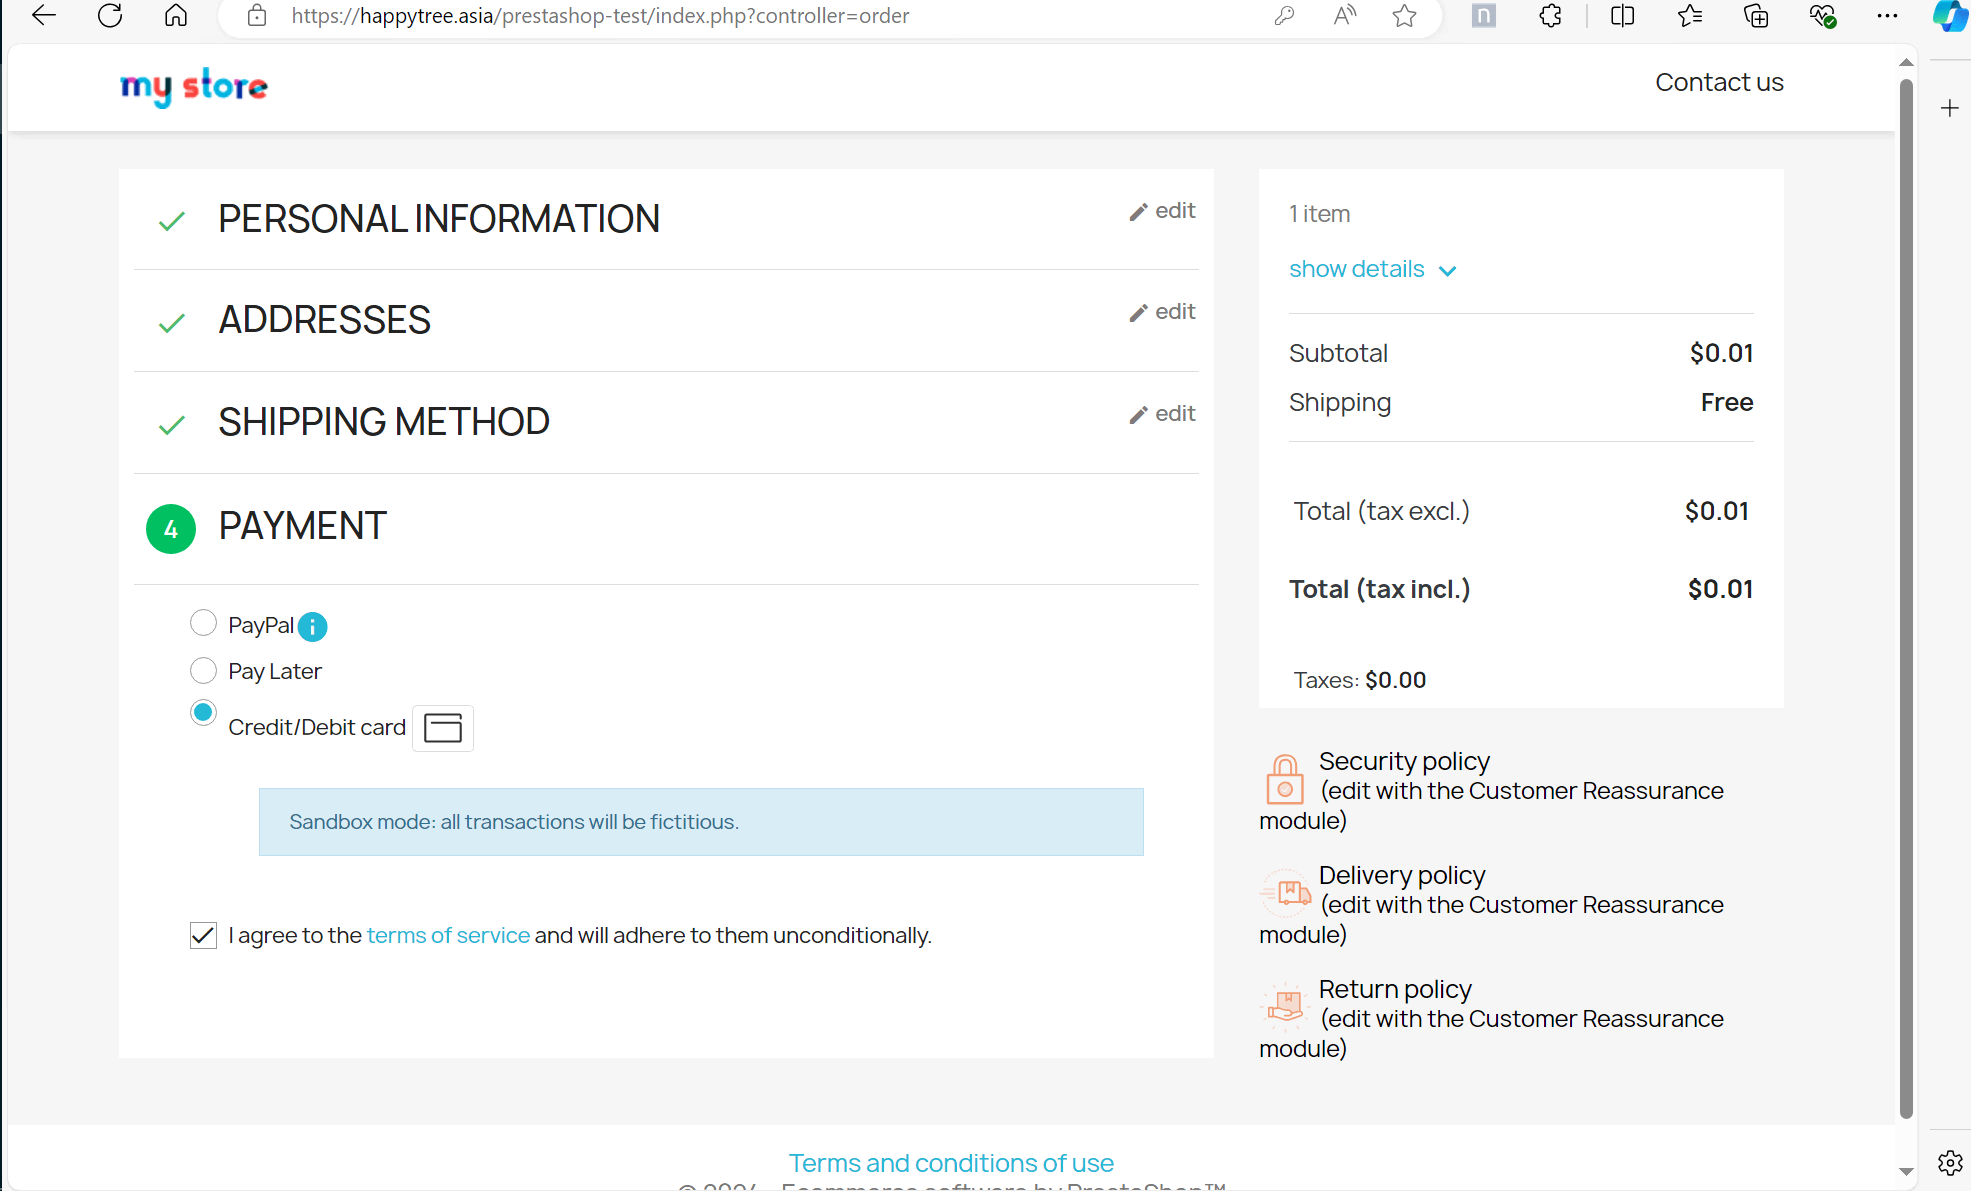 https://happytree.asia/prestashop-test/index.php?controller=order
n
my store
Contact us
PERSONAL INFORMATION
edit
ADDRESSES
edit
SHIPPING METHOD
edit
4 PAYMENT
PayPal i
Pay Later
Credit/Debit card
Sandbox mode: all transactions will be fictitious.
I agree to the terms of service and will adhere to them unconditionally.
1 item
show details
Subtotal $0.01
Shipping Free
Total (tax excl.) $0.01
Total (tax incl.) $0.01
Taxes: $0.00
Security policy
(edit with the Customer Reassurance
module)
Delivery policy
(edit with the Customer Reassurance
module)
Return policy
(edit with the Customer Reassurance
module)
Terms and conditions of use
© 2024 - Ecommerce software by PrestaShop™